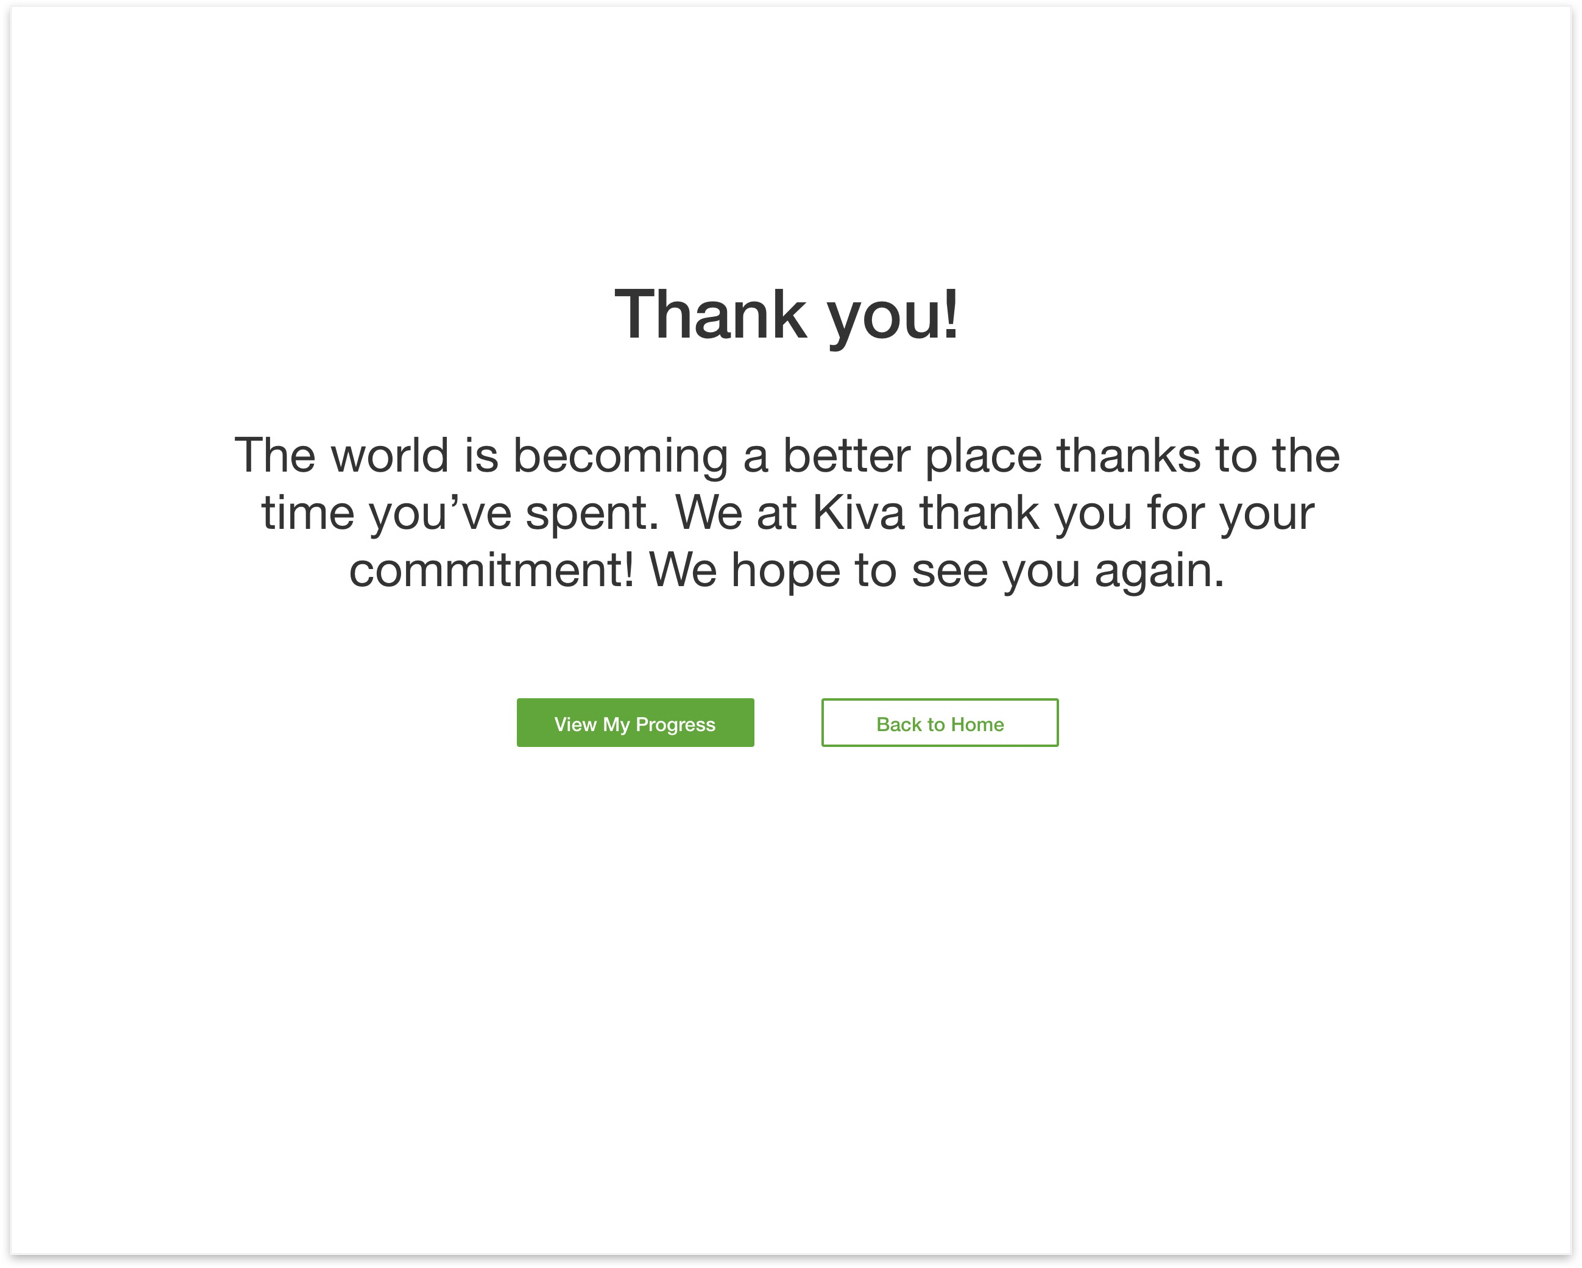 Thank you!
The world is becoming a better place thanks to the
time you’ve spent. We at Kiva thank you for your
commitment! We hope to see you again.
View My Progress
Back to Home